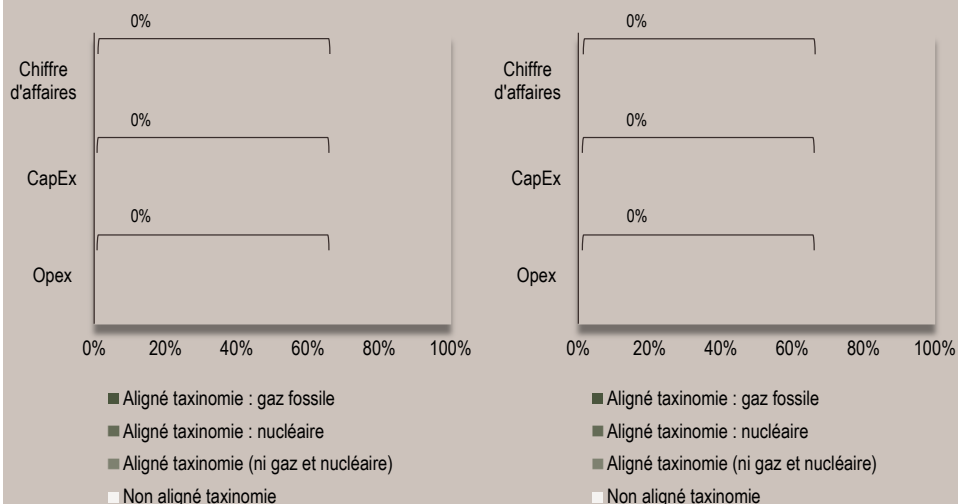 0%
Chiffre
d'affaires
0%
CapEx
0%
Opex
0% 20% 40% 60% 80% 100%
Aligné taxinomie : gaz fossile
Aligné taxinomie : nucléaire
Aligné taxinomie (ni gaz et nucléaire)
Non aligné taxinomie
0%
Chiffre
d'affaires
0%
CapEx
0%
Opex
0% 20% 40% 60% 80% 100%
Aligné taxinomie : gaz fossile
Aligné taxinomie : nucléaire
Aligné taxinomie (ni gaz et nucléaire)
Non aligné taxinomie